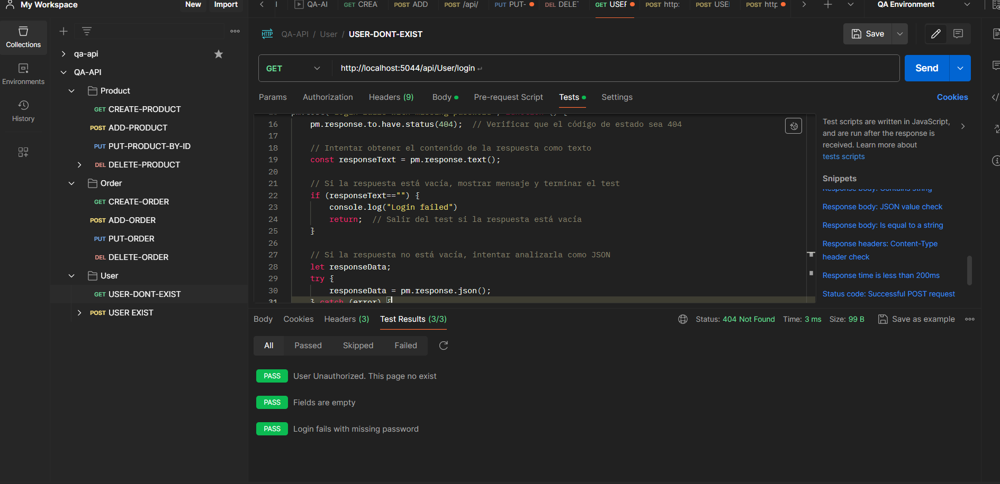 My Workspace
New
Import
QA-AI
GET CREA
POST ADD
POST /api/
PUT PUT-
DEL DELE
GET USER
POST http:
POST USE
POST http
QA Environment
Collections
Environments
History
qa-api
QA-API
Product
GET CREATE-PRODUCT
POST ADD-PRODUCT
PUT PUT-PRODUCT-BY-ID
DEL DELETE-PRODUCT
Order
GET CREATE-ORDER
POST ADD-ORDER
PUT PUT-ORDER
DEL DELETE-ORDER
User
GET USER-DONT-EXIST
POST USER EXIST
HTTP QA-API / User / USER-DONT-EXIST
Save
GET
http://localhost:5044/api/User/login
Send
Params Authorization Headers (9) Body Pre-request Script Tests Settings
Cookies
16 pm.response.to.have.status(404);  // Verificar que el código de estado sea 404
17
18 // Intentar obtener el contenido de la respuesta como texto
19 const responseText = pm.response.text();
20
21 // Si la respuesta está vacía, mostrar mensaje y terminar el test
22 if (responseText=="") {
23 console.log("Login failed")
24 return;  // Salir del test si la respuesta está vacía
25 }
26
27 // Si la respuesta no está vacía, intentar analizarla como JSON
28 let responseData;
29 try {
30 responseData = pm.response.json();
31 } catch (error) {
Test scripts are written in JavaScript,
and are run after the response is
received. Learn more about
tests scripts
Snippets
Response body: Contains string
Response body: JSON value check
Response body: Is equal to a string
Response headers: Content-Type
header check
Response time is less than 200ms
Status code: Successful POST request
Body Cookies Headers (3) Test Results (3/3)
Status: 404 Not Found Time: 3 ms Size: 99 B
Save as example
All Passed Skipped Failed
PASS User Unauthorized. This page no exist
PASS Fields are empty
PASS Login fails with missing password